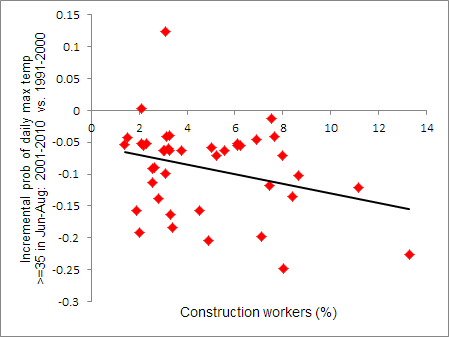 Incremental prob of daily max temp
>=35 in Jun-Aug:  2001-2010  vs. 1991-2000
0.15
0.1
0.05
0
-0.05
-0.1
-0.15
-0.2
-0.25
-0.3
0 2 4 6 8 10 12 14
Construction workers (%)